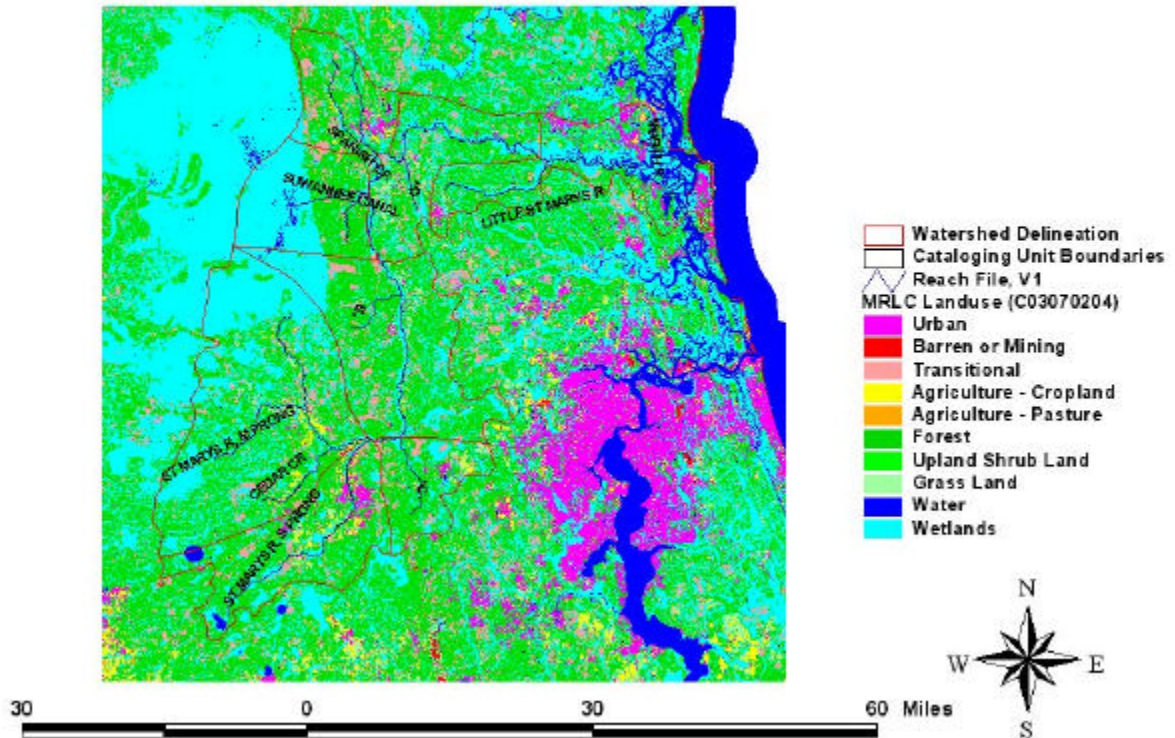 SPANISH CR
SUWANNEE CANAL
LITTLE ST MARYS R
ST MARYS R, M PRONG
CEDAR CR
ST. MARYS R, S PRONG
Watershed Delineation
Cataloging Unit Boundaries
Reach File, V1
MRLC Landuse (C03070204)
Urban
Barren or Mining
Transitional
Agriculture - Cropland
Agriculture - Pasture
Forest
Upland Shrub Land
Grass Land
Water
Wetlands
N
W
E
S
30 0 30 60 Miles